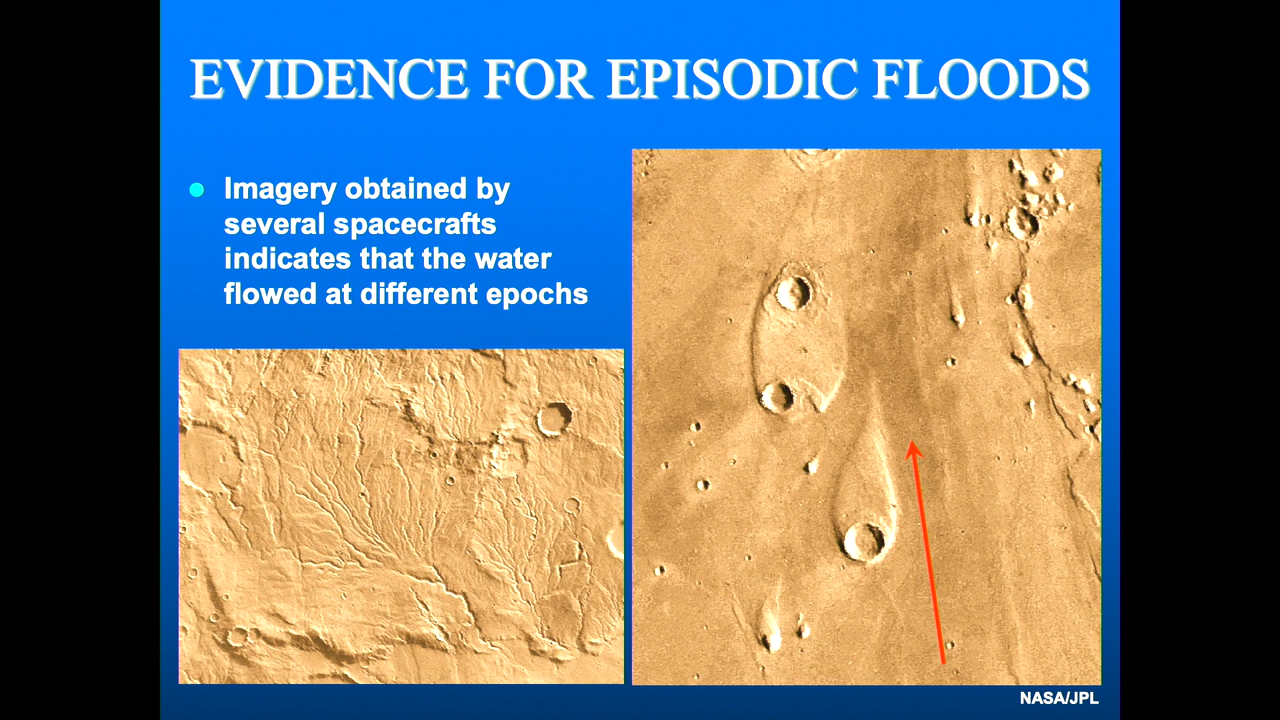 EVIDENCE FOR EPISODIC FLOODS
Imagery obtained by
several spacecrafts
indicates that the water
flowed at different epochs
NASA/JPL